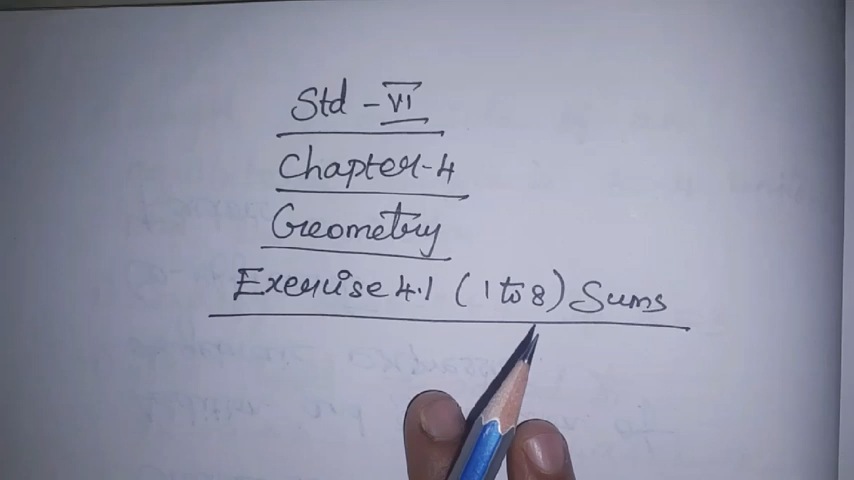 Std - VI
Chapter-4
Geometry
Exercise 4.1 (1 to 8) Sums